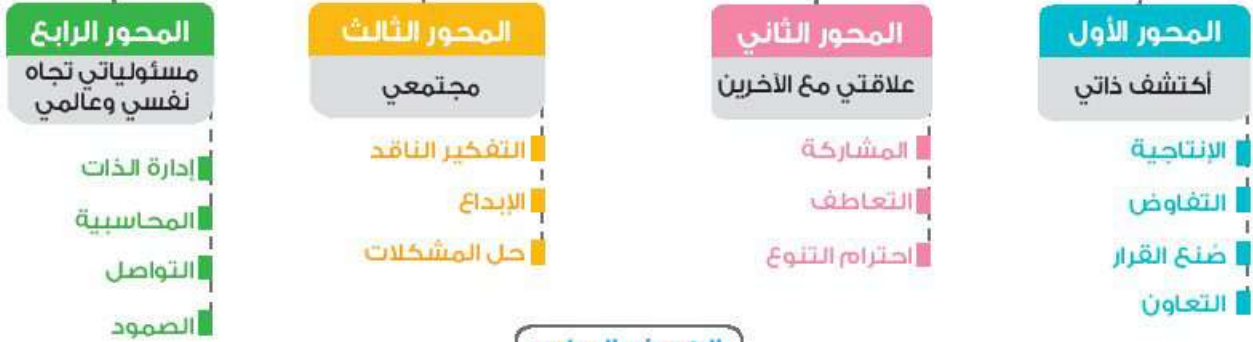 المحور الأول
أكتشف ذاتي
الإنتاجية
التفاوض
صُنع القرار
التعاون
المحور الثاني
علاقتي مع الآخرين
المشاركة
التعاطف
احترام التنوع
المحور الثالث
مجتمعي
التفكير الناقد
الإبداع
حل المشكلات
المحور الرابع
مسئولياتي تجاه
نفسي وعالمي
إدارة الذات
المحاسبية
التواصل
الصمود